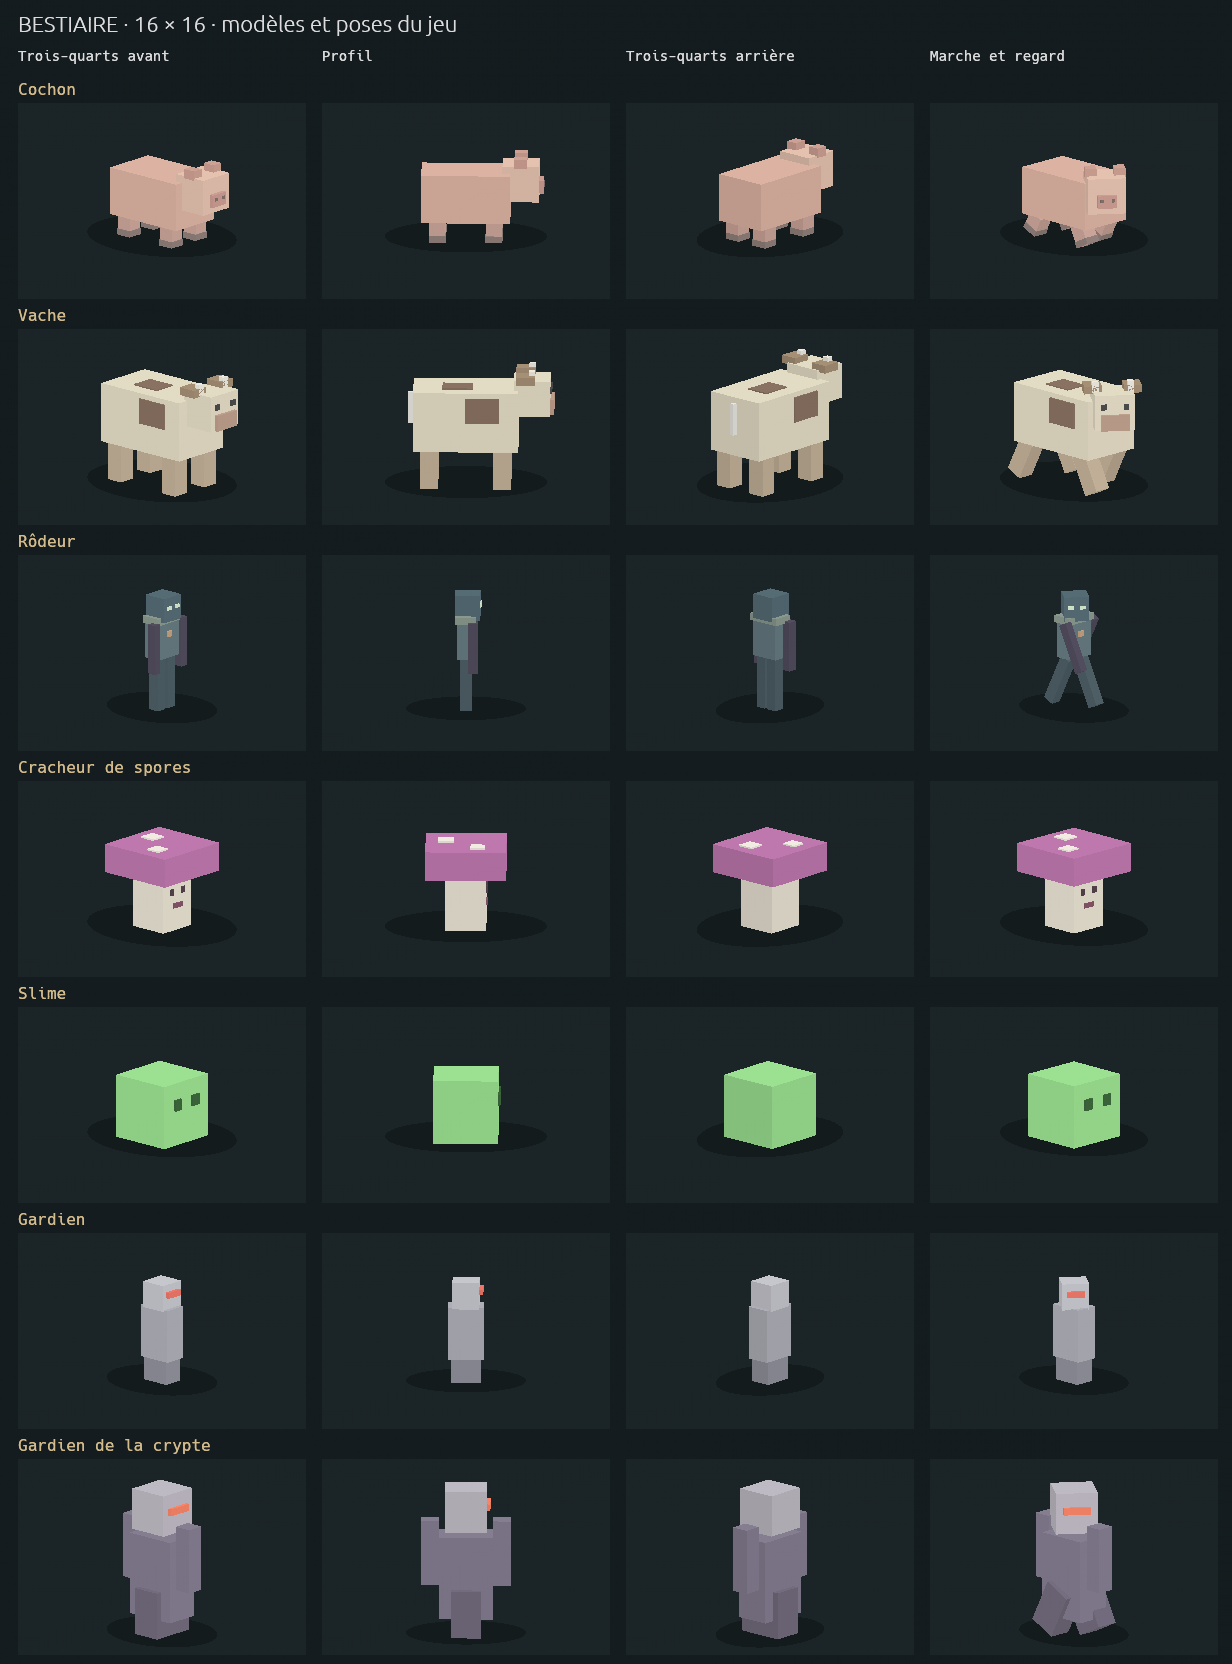 BESTIAIRE · 16 × 16 · modèles et poses du jeu
Trois-quarts avant
Profil
Trois-quarts arrière
Marche et regard
Cochon
Vache
Rôdeur
Cracheur de spores
Slime
Gardien
Gardien de la crypte